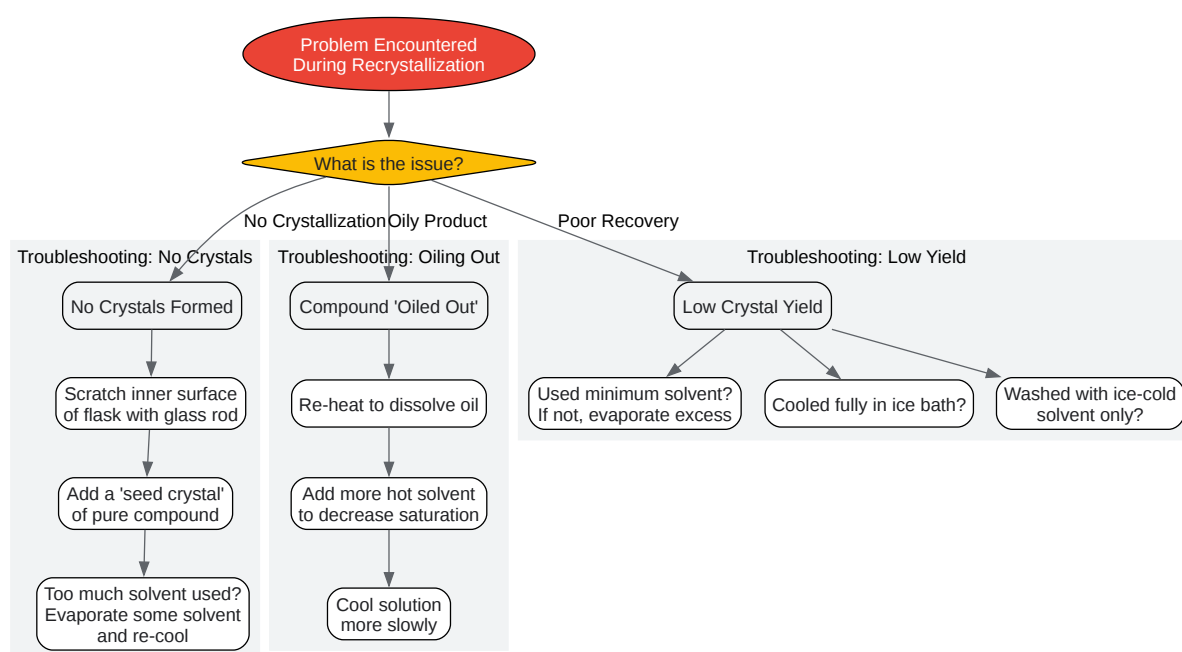 Problem Encountered
During Recrystallization
What is the issue?
No Crystallization
Oily Product
Poor Recovery
Troubleshooting: No Crystals
No Crystals Formed
Scratch inner surface
of flask with glass rod
Add a 'seed crystal'
of pure compound
Too much solvent used?
Evaporate some solvent
and re-cool
Troubleshooting: Oiling Out
Compound 'Oiled Out'
Re-heat to dissolve oil
Add more hot solvent
to decrease saturation
Cool solution
more slowly
Troubleshooting: Low Yield
Low Crystal Yield
Used minimum solvent?
If not, evaporate excess
Cooled fully in ice bath?
Washed with ice-cold
solvent only?